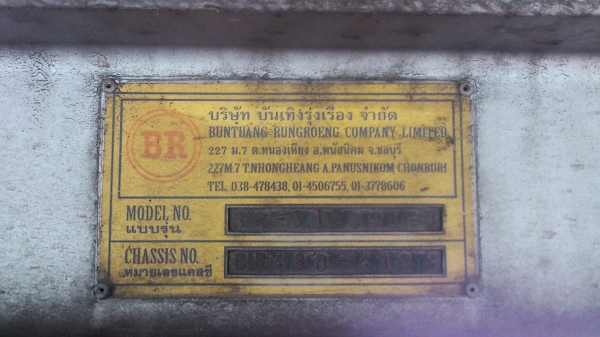 BR
บริษัท บันเทิงรุ่งเรือง จำกัด
BUNTUANG RUNGROENG COMPANY LIMITED
227 ม.7 ต.หนองเหียง อ.พนัสนิคม จ.ชลบุรี
227M.7 T.NHONGHEANG A.PANUSNIKOM CHONBURI
TEL. 038-478438, 01-4506755, 01-3778606
MODEL NO.
แบบรุ่น
CHASSIS NO.
หมายเลขแคสซี